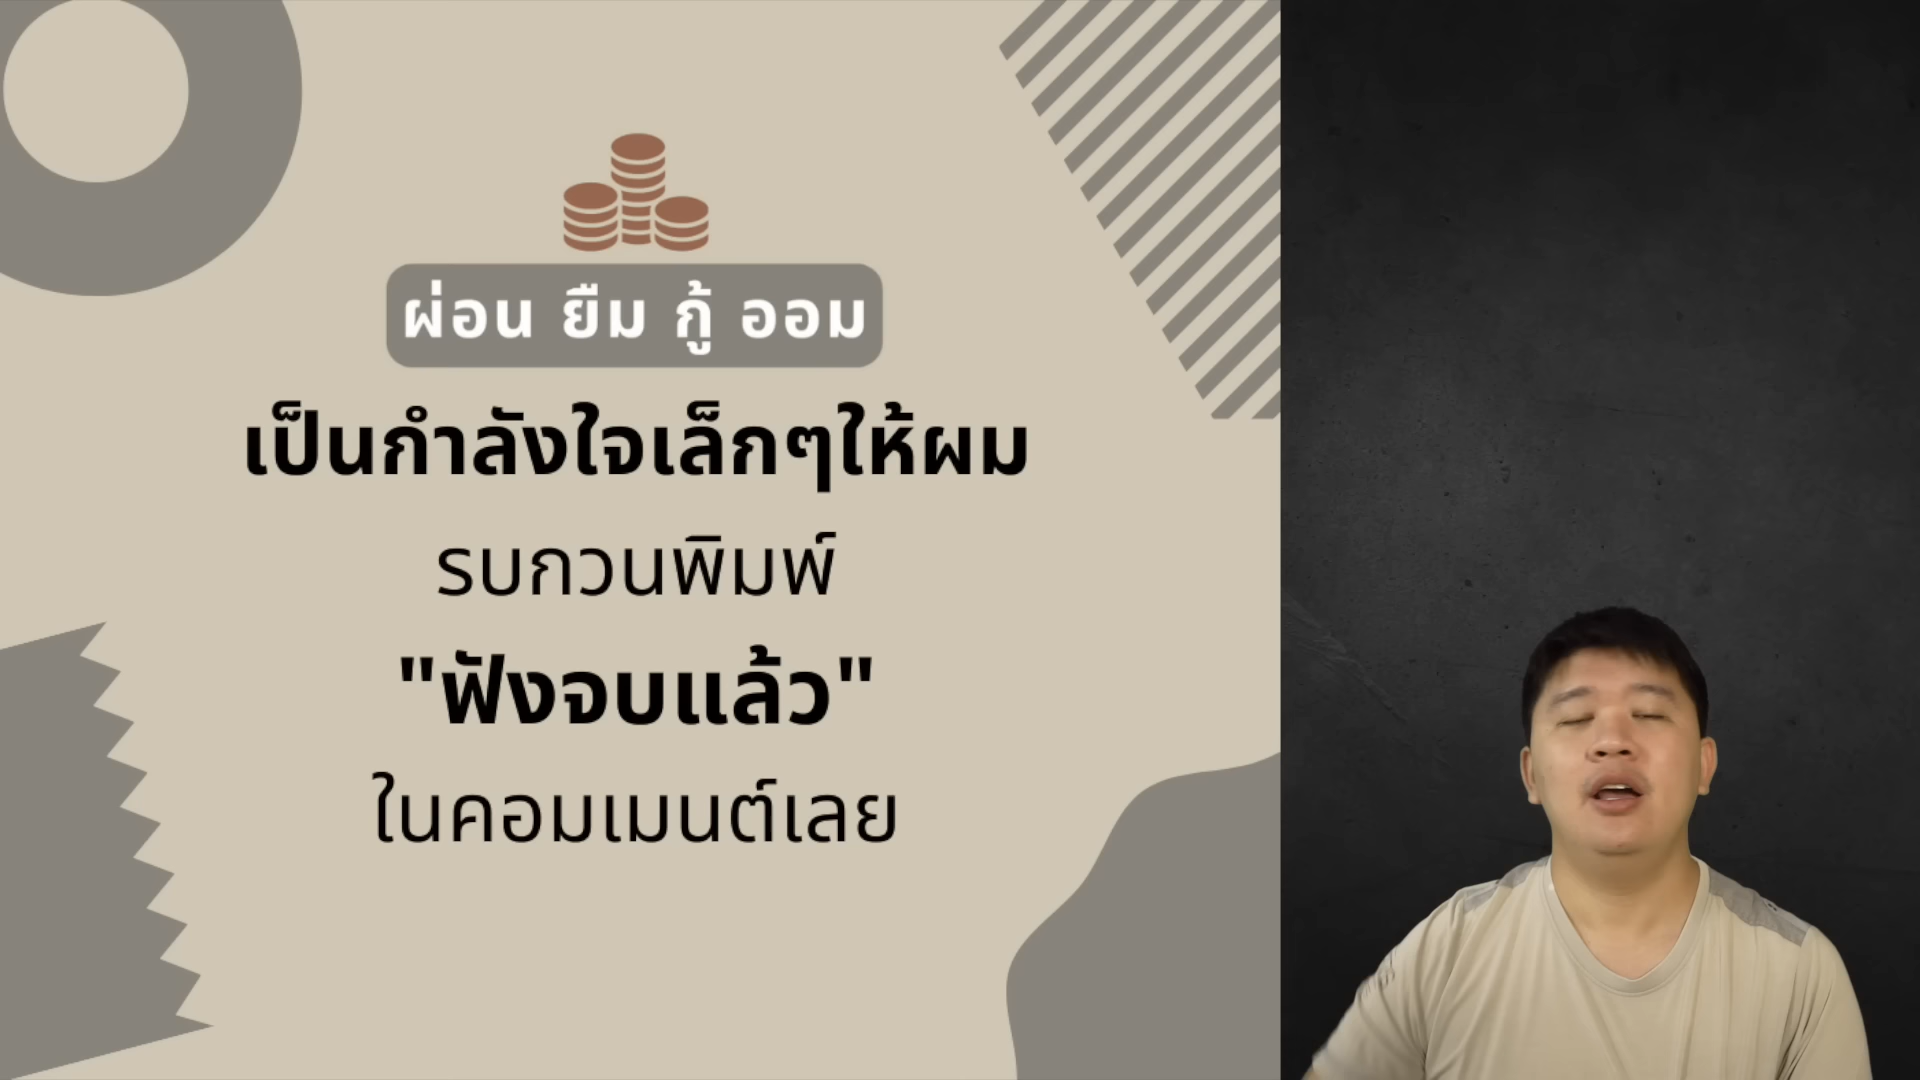 ผ่อน ยืม กู้ ออม
เป็นกำลังใจเล็กๆให้ผม
รบกวนพิมพ์
"ฟังจบแล้ว"
ในคอมเมนต์เลย